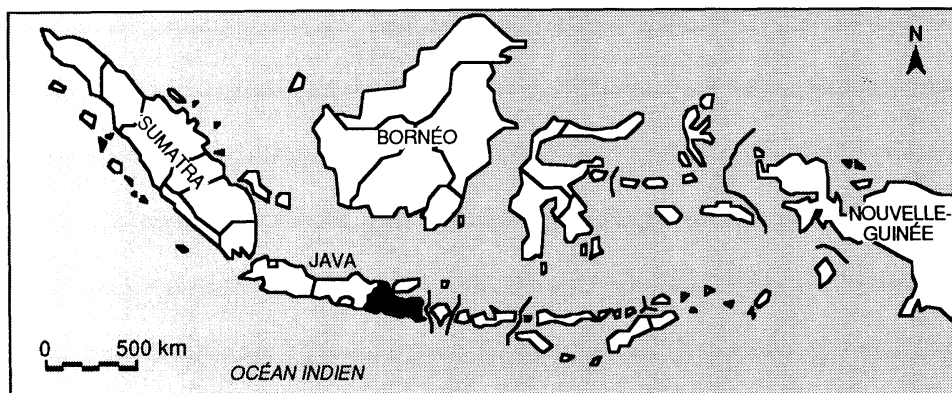 N
SUMATRA
BORNÉO
NOUVELLE-
GUINÉE
JAVA
0 500 km
OCÉAN INDIEN